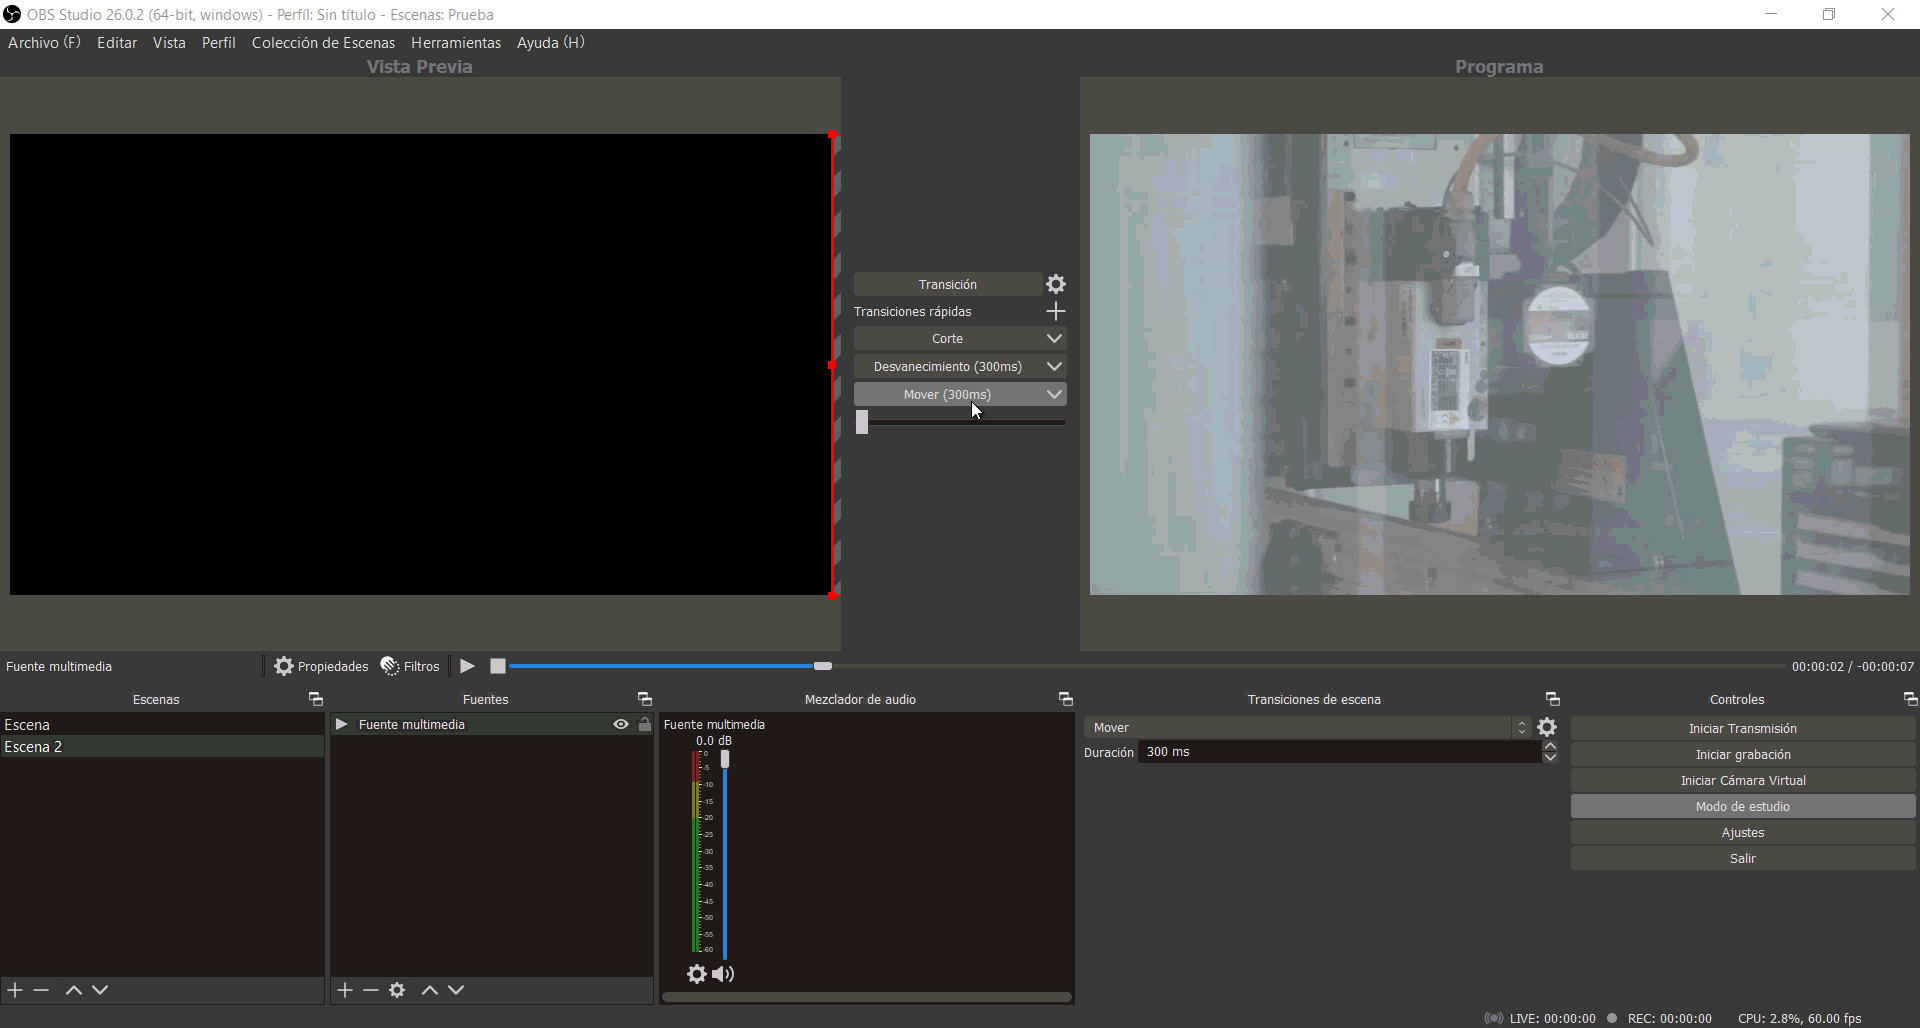 OBS Studio 26.0.2 (64-bit, windows) - Perfíl: Sin título - Escenas: Prueba
Archivo (F) Editar Vista Perfil Colección de Escenas Herramientas Ayuda (H)
Vista Previa
Programa
Transición
Transiciones rápidas
Corte
Desvanecimiento (300ms)
Mover (300ms)
Fuente multimedia
Propiedades
Filtros
00:00:02 / -00:00:07
Escenas
Fuentes
Mezclador de audio
Transiciones de escena
Controles
Escena
Escena 2
Fuente multimedia
Fuente multimedia
0.0 dB
0
-5
-10
-15
-20
-25
-30
-35
-40
-45
-50
-55
-60
Mover
Duración 300 ms
Iniciar Transmisión
Iniciar grabación
Iniciar Cámara Virtual
Modo de estudio
Ajustes
Salir
LIVE: 00:00:00 REC: 00:00:00 CPU: 2.8%, 60.00 fps